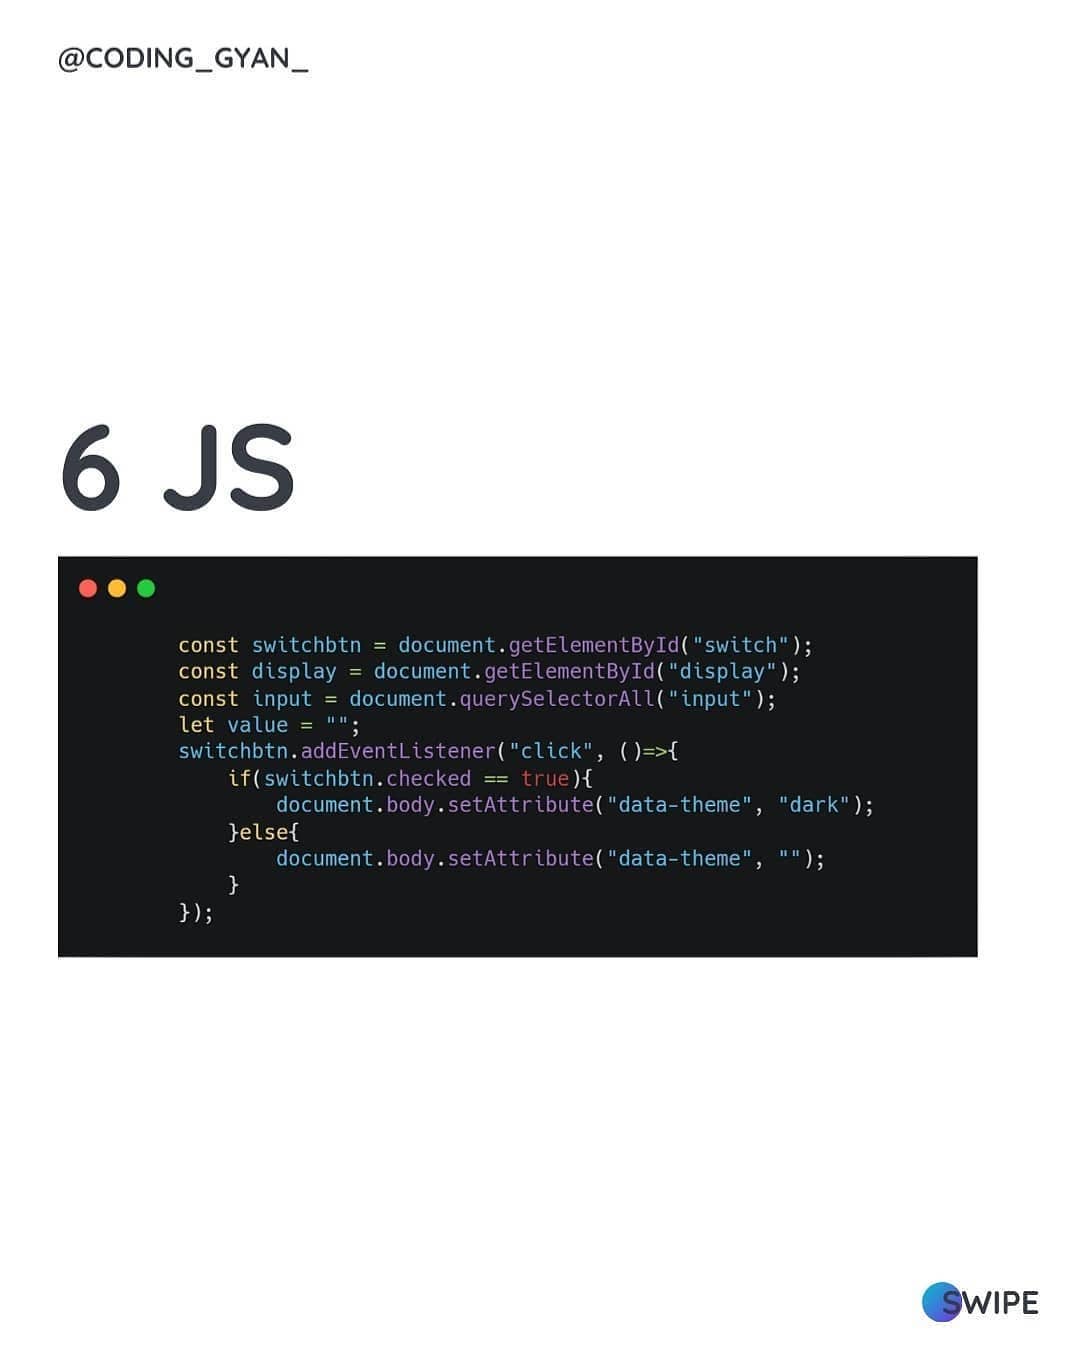 @CODING_GYAN_
6 JS
const switchbtn = document.getElementById("switch");
const display = document.getElementById("display");
const input = document.querySelectorAll("input");
let value = "";
switchbtn.addEventListener("click", ()=>{
    if(switchbtn.checked == true){
        document.body.setAttribute("data-theme", "dark");
    }else{
        document.body.setAttribute("data-theme", "");
    }
});
SWIPE